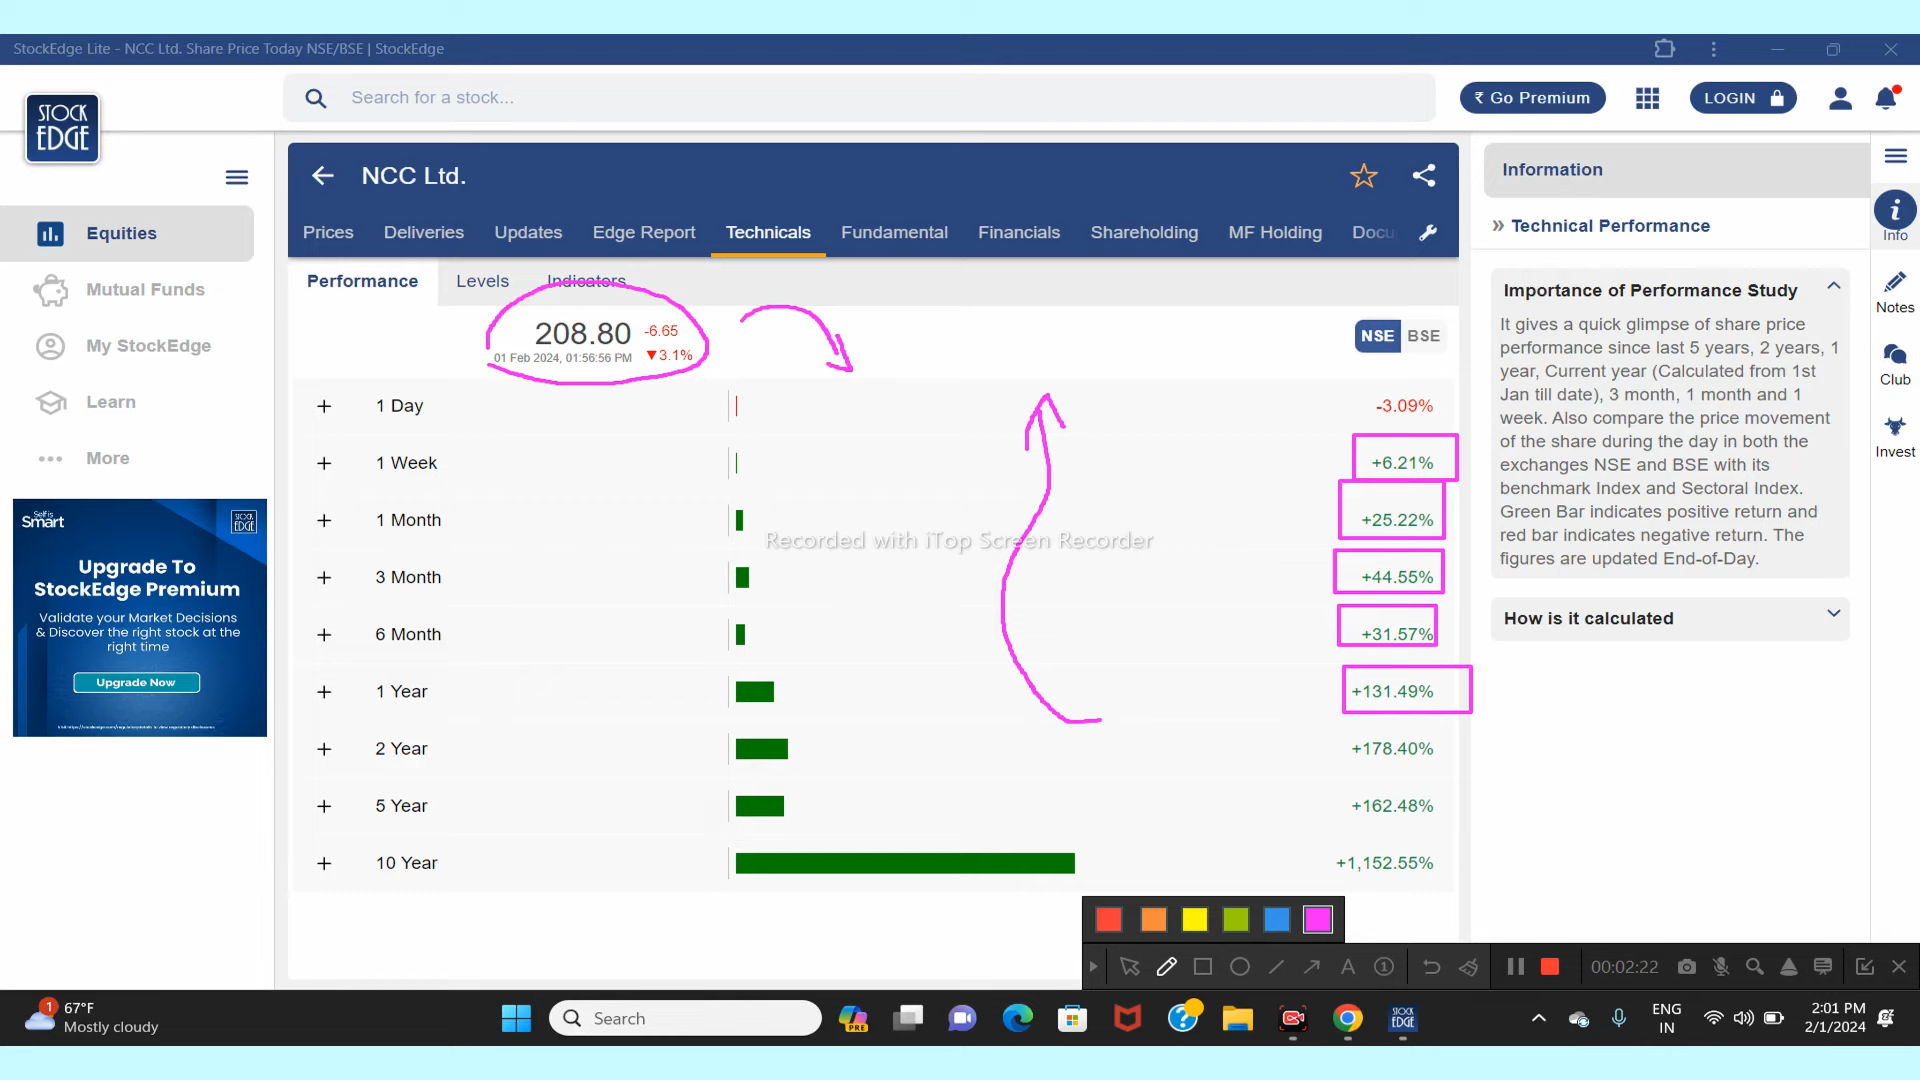 StockEdge Lite - NCC Ltd. Share Price Today NSE/BSE | StockEdge
STOCK
EDGE
Search for a stock...
₹ Go Premium
LOGIN
Equities
Mutual Funds
My StockEdge
Learn
More
NCC Ltd.
Prices
Deliveries
Updates
Edge Report
Technicals
Fundamental
Financials
Shareholding
MF Holding
Docu
Performance
Levels
Indicators
208.80
-6.65
01 Feb 2024, 01:56:56 PM
▼3.1%
NSE
BSE
1 Day -3.09%
1 Week +6.21%
1 Month +25.22%
3 Month +44.55%
6 Month +31.57%
1 Year +131.49%
2 Year +178.40%
5 Year +162.48%
10 Year +1,152.55%
Recorded with iTop Screen Recorder
Information
» Technical Performance
Importance of Performance Study
It gives a quick glimpse of share price
performance since last 5 years, 2 years, 1
year, Current year (Calculated from 1st
Jan till date), 3 month, 1 month and 1
week. Also compare the price movement
of the share during the day in both the
exchanges NSE and BSE with its
benchmark Index and Sectoral Index.
Green Bar indicates positive return and
red bar indicates negative return. The
figures are updated End-of-Day.
How is it calculated
Info
Notes
Club
Invest
Self is
Smart
STOCK
EDGE
Upgrade To
StockEdge Premium
Validate your Market Decisions
& Discover the right stock at the
right time
Upgrade Now
00:02:22
1
67°F
Mostly cloudy
Search
PRE
STOCK
EDGE
ENG
IN
2:01 PM
2/1/2024